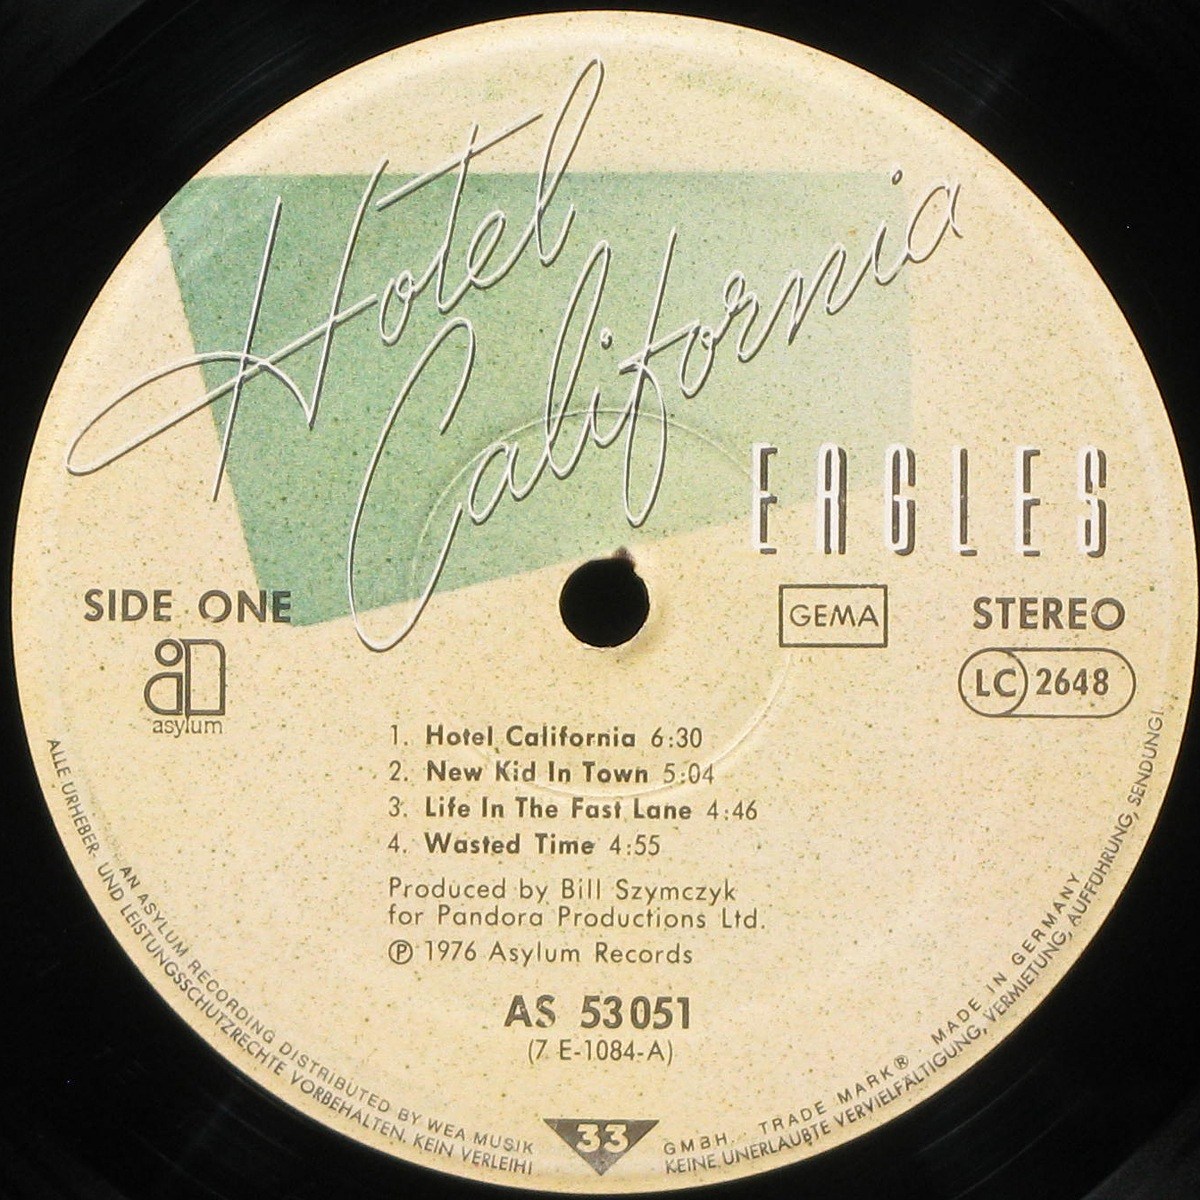 Hotel
California
EAGLES
SIDE ONE
GEMA
STEREO
asylum
LC 2648
1. Hotel California 6:30
2. New Kid In Town 5:04
3. Life In The Fast Lane 4:46
4. Wasted Time 4:55
Produced by Bill Szymczyk
for Pandora Productions Ltd.
℗ 1976 Asylum Records
AS 53 051
(7 E-1084-A)
33
AN ASYLUM RECORDING DISTRIBUTED BY WEA MUSIK GMBH. TRADE MARK® MADE IN GERMANY
ALLE URHEBER- UND LEISTUNGSSCHUTZRECHTE VORBEHALTEN. KEIN VERLEIH! KEINE UNERLAUBTE VERVIELFÄLTIGUNG, VERMIETUNG, AUFFÜHRUNG, SENDUNG!